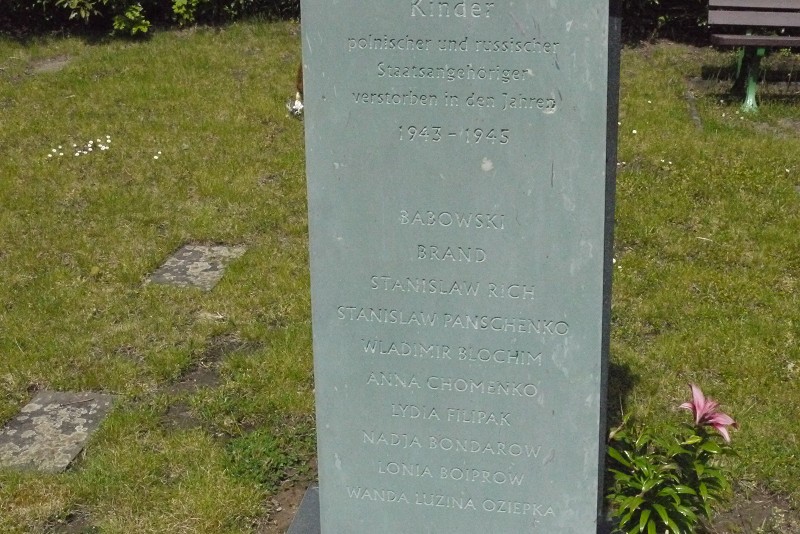 Kinder
polnischer und russischer
Staatsangehöriger
verstorben in den Jahren
1943 - 1945
BABOWSKI
BRAND
STANISLAW RICH
STANISLAW PANSCHENKO
WLADIMIR BLOCHIM
ANNA CHOMENKO
LYDIA FILIPAK
NADJA BONDAROW
LONIA BOIPROW
WANDA LUZINA OZIEPKA